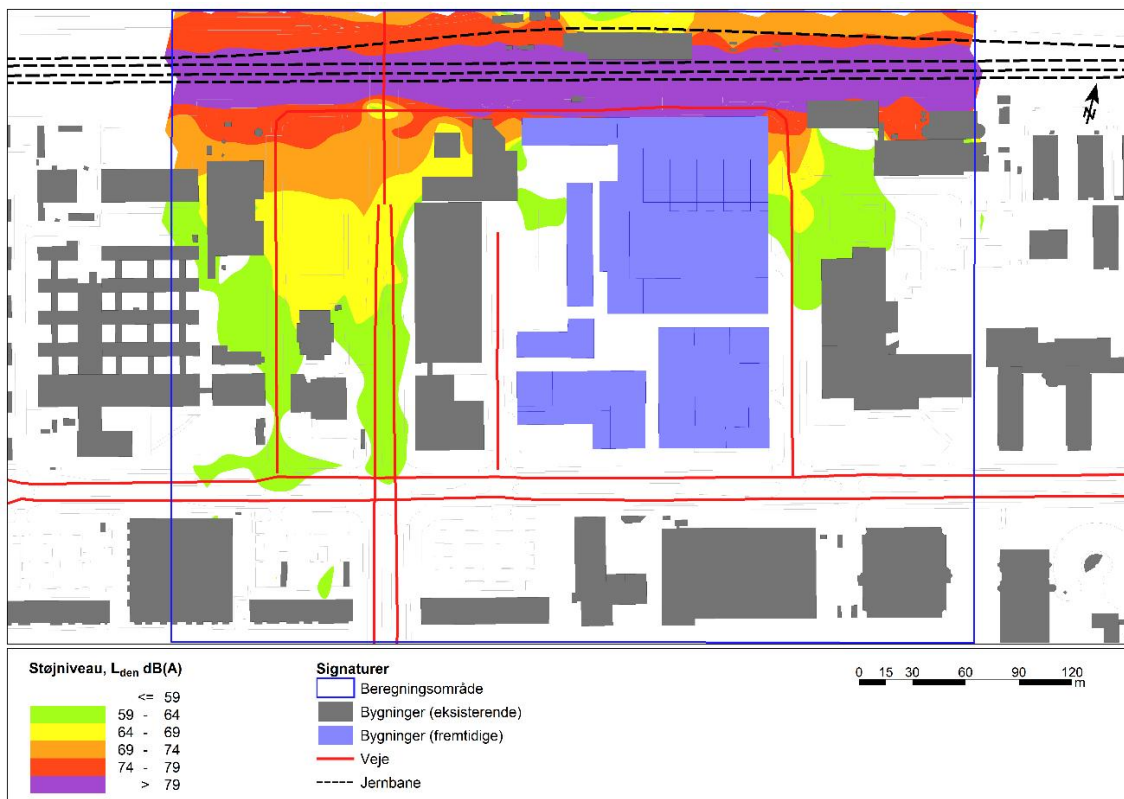 N
Støjniveau, Lden dB(A)
<= 59
59 - 64
64 - 69
69 - 74
74 - 79
> 79
Signaturer
Beregningsområde
Bygninger (eksisterende)
Bygninger (fremtidige)
Veje
Jernbane
0 15 30 60 90 120
m